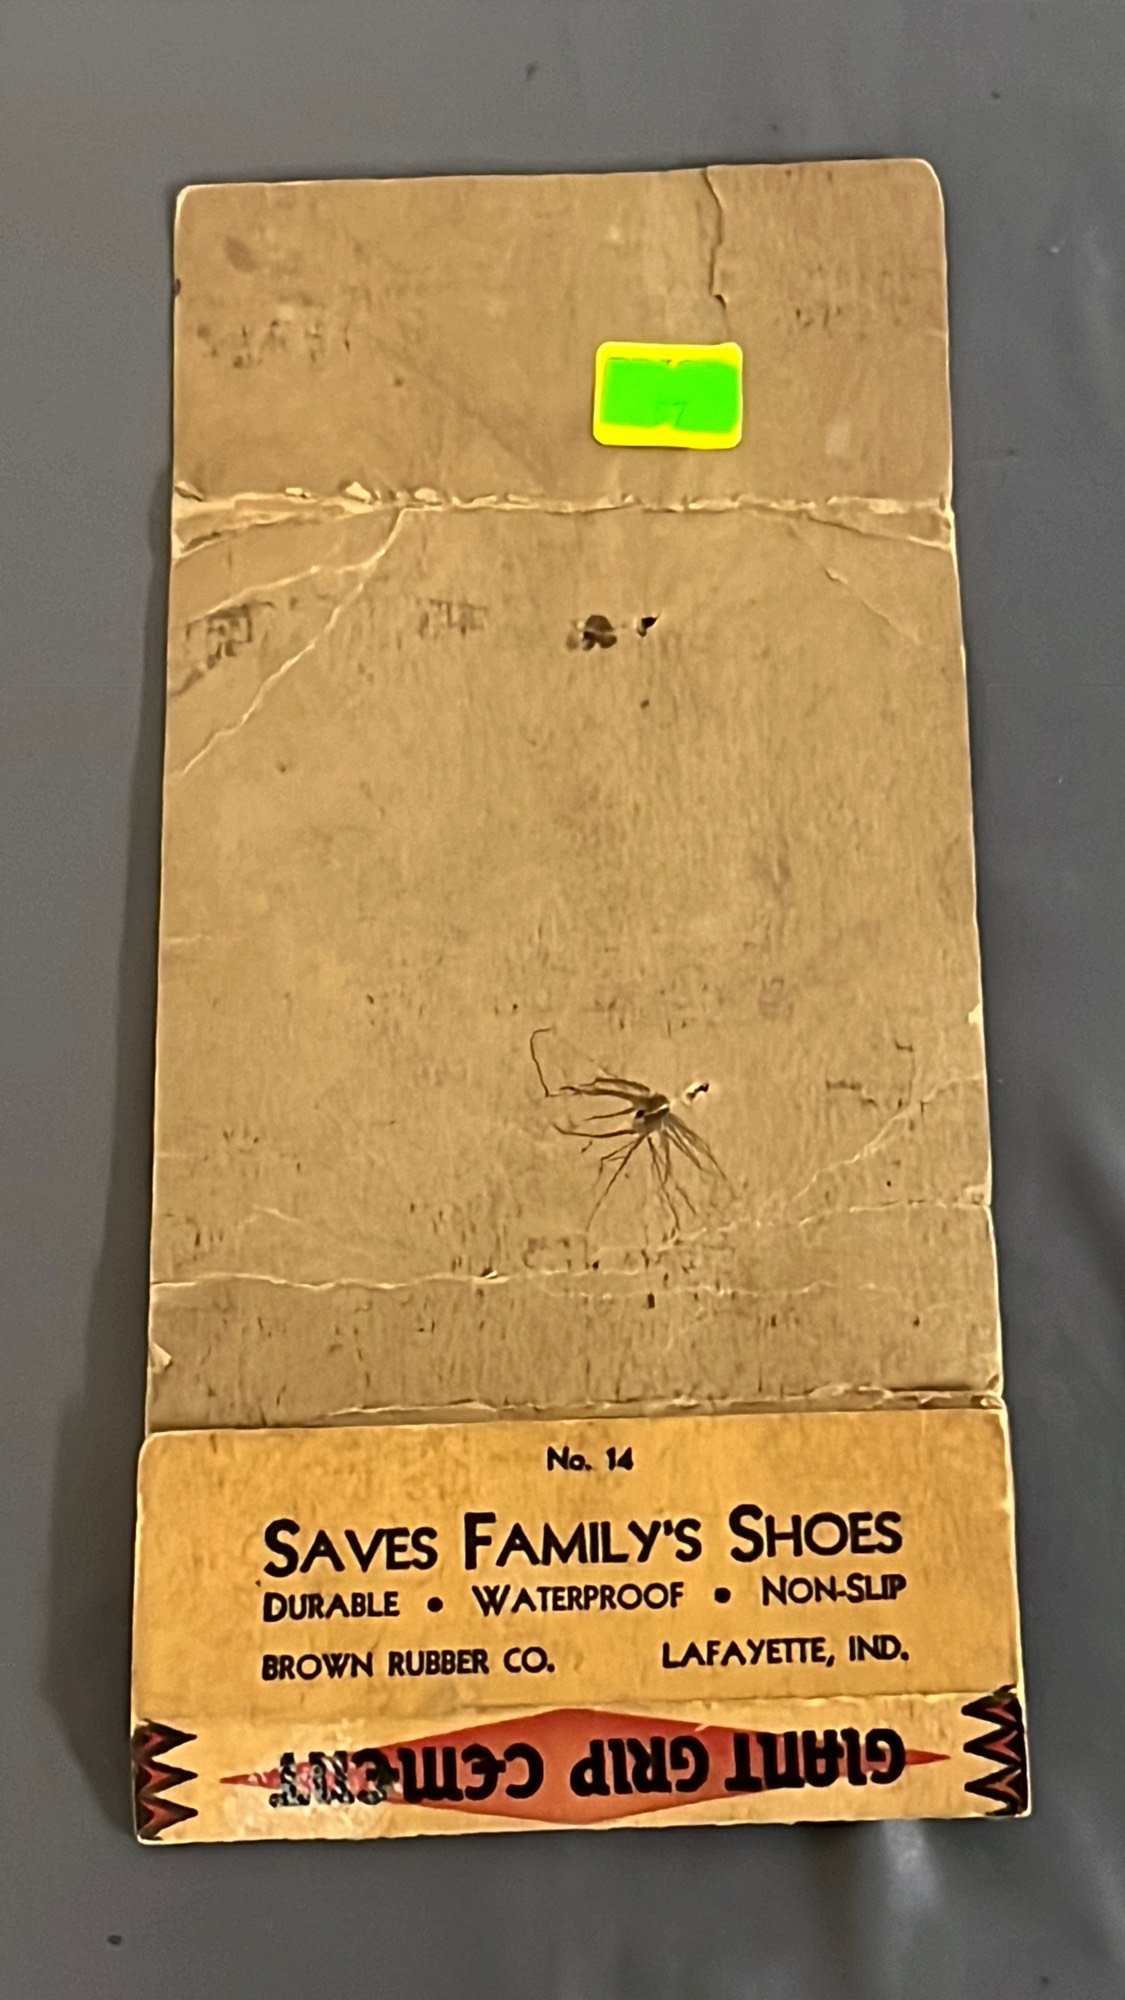 No. 14
SAVES FAMILY'S SHOES
DURABLE • WATERPROOF • NON-SLIP
BROWN RUBBER CO. LAFAYETTE, IND.
GIANT GRIP CEMENT